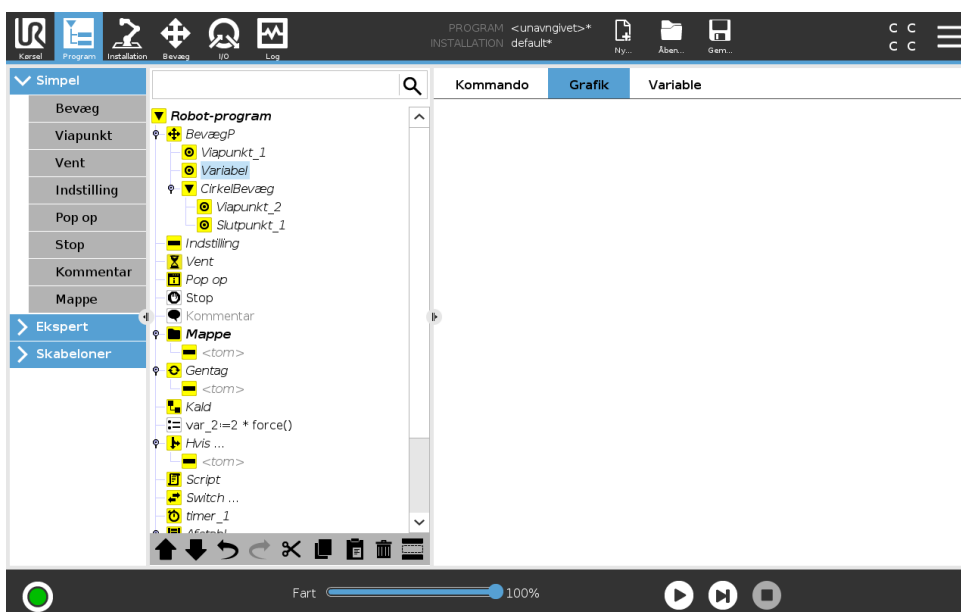 UR
PROGRAM <unavngivet>*
INSTALLATION default*
Kørsel Program Installation Bevæg I/O Log Ny... Åben... Gem...
C C
C C
Simpel
Bevæg
Viapunkt
Vent
Indstilling
Pop op
Stop
Kommentar
Mappe
Ekspert
Skabeloner
Robot-program
BevægP
Viapunkt_1
Variabel
CirkelBevæg
Viapunkt_2
Slutpunkt_1
Indstilling
Vent
Pop op
Stop
Kommentar
Mappe
<tom>
Gentag
<tom>
Kald
var_2:=2 * force()
Hvis ...
<tom>
Script
Switch ...
timer_1
Kommando Grafik Variable
Fart 100%